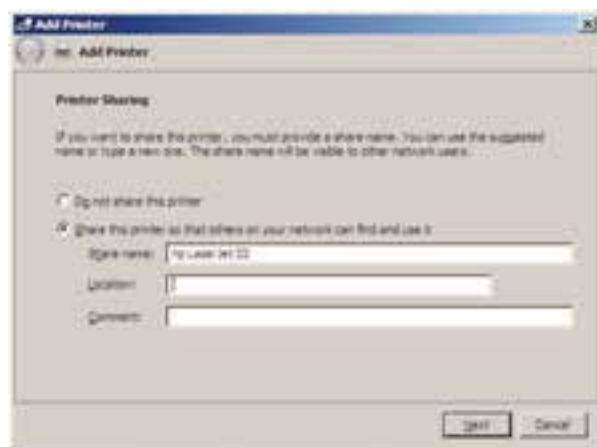 Add Printer
Add Printer
Printer Sharing
If you want to share this printer, you must provide a share name. You can use the suggested
name or type a new one. The share name will be visible to other network users.
Do not share this printer
Share this printer so that others on your network can find and use it
Share name: hp LaserJet
Location:
Comment:
Next Cancel